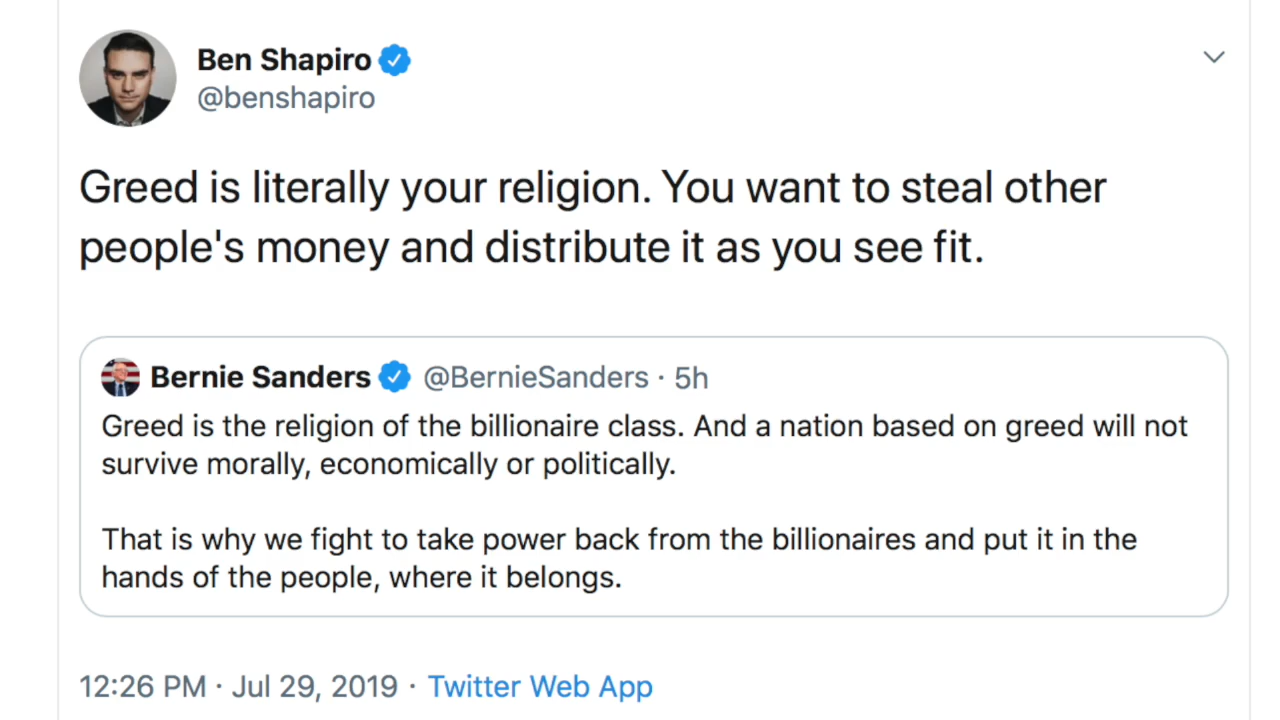 Ben Shapiro
@benshapiro
Greed is literally your religion. You want to steal other
people's money and distribute it as you see fit.
Bernie Sanders @BernieSanders · 5h
Greed is the religion of the billionaire class. And a nation based on greed will not
survive morally, economically or politically.
That is why we fight to take power back from the billionaires and put it in the
hands of the people, where it belongs.
12:26 PM · Jul 29, 2019 · Twitter Web App